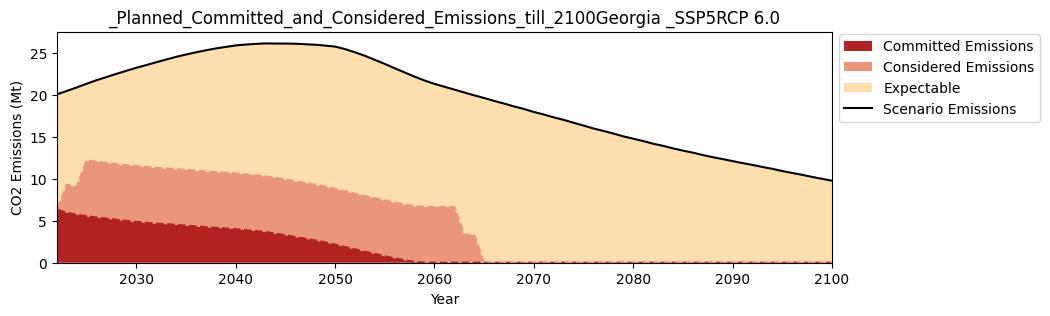 _Planned_Committed_and_Considered_Emissions_till_2100Georgia _SSP5RCP 6.0
CO2 Emissions (Mt)
25
20
15
10
5
0
2030 2040 2050 2060 2070 2080 2090 2100
Year
Committed Emissions
Considered Emissions
Expectable
Scenario Emissions